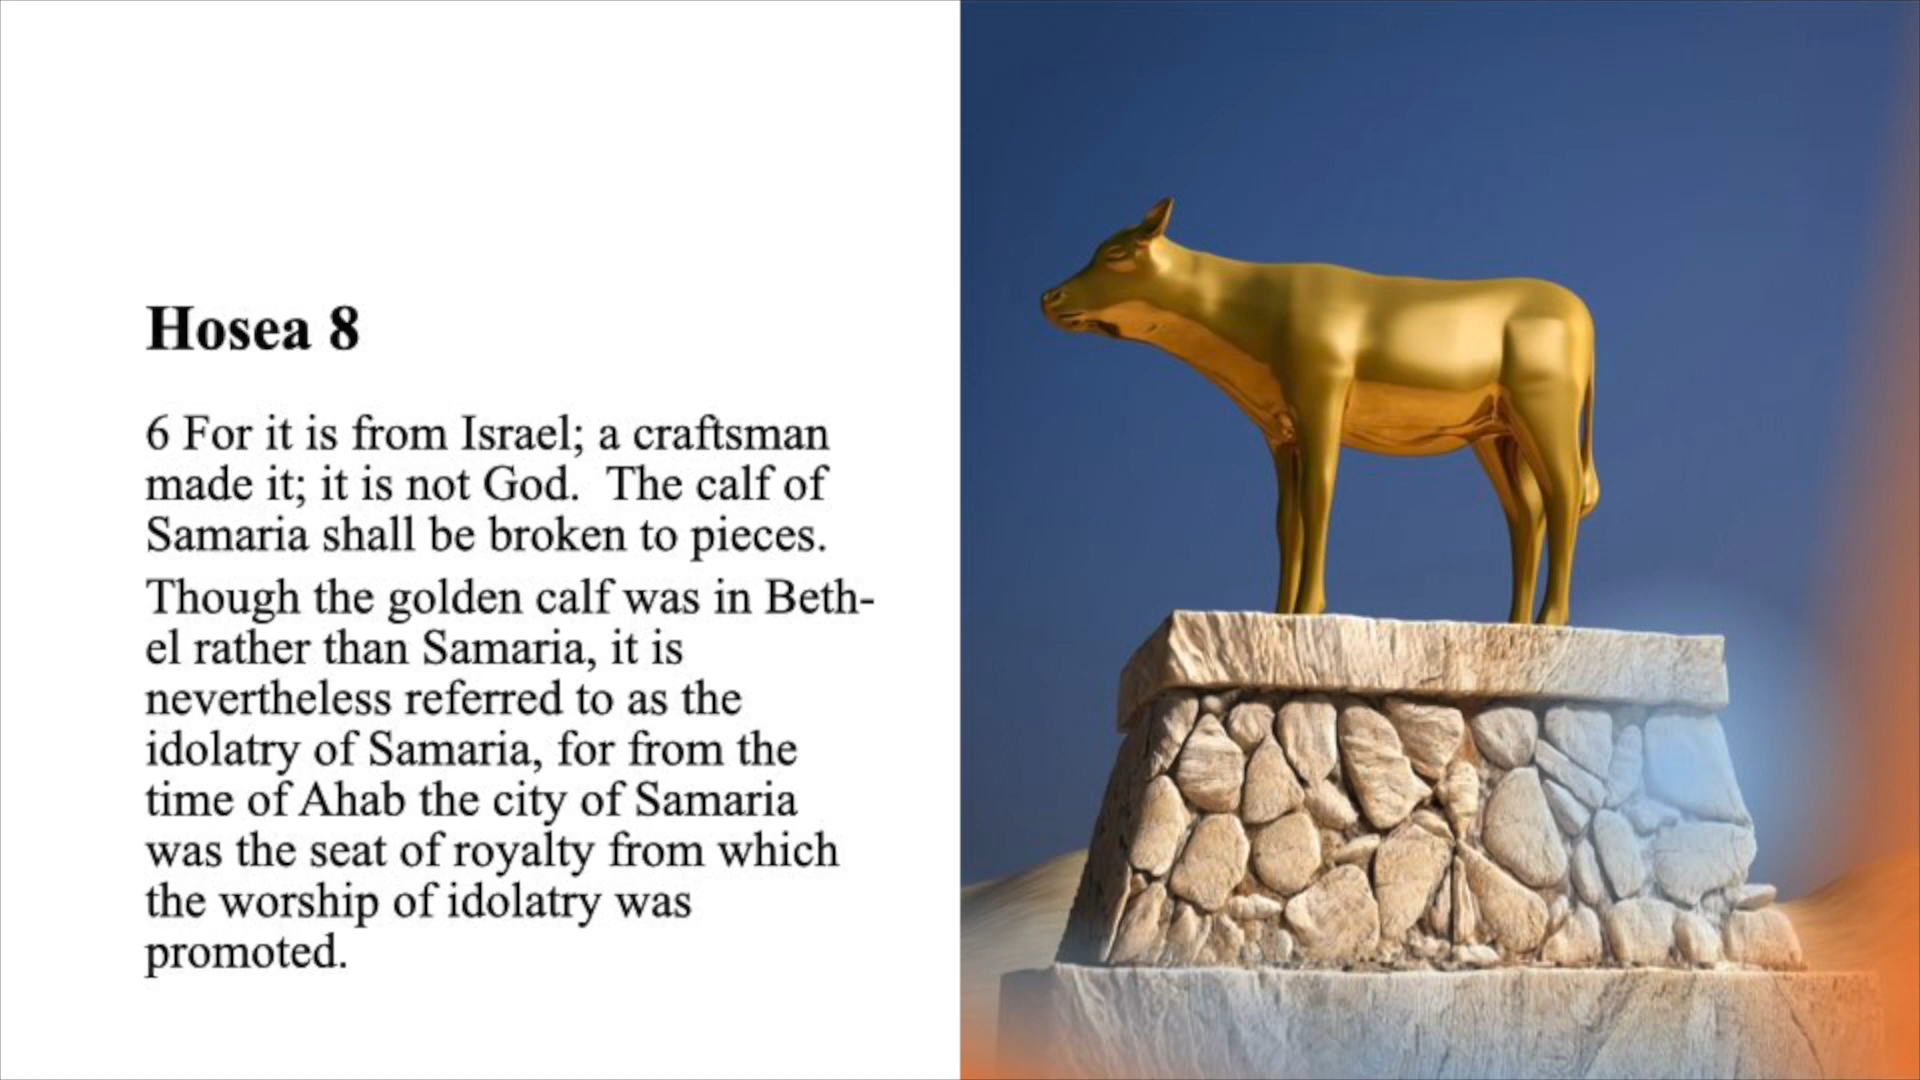 Hosea 8
6 For it is from Israel; a craftsman
made it; it is not God.  The calf of
Samaria shall be broken to pieces.
Though the golden calf was in Beth-
el rather than Samaria, it is
nevertheless referred to as the
idolatry of Samaria, for from the
time of Ahab the city of Samaria
was the seat of royalty from which
the worship of idolatry was
promoted.